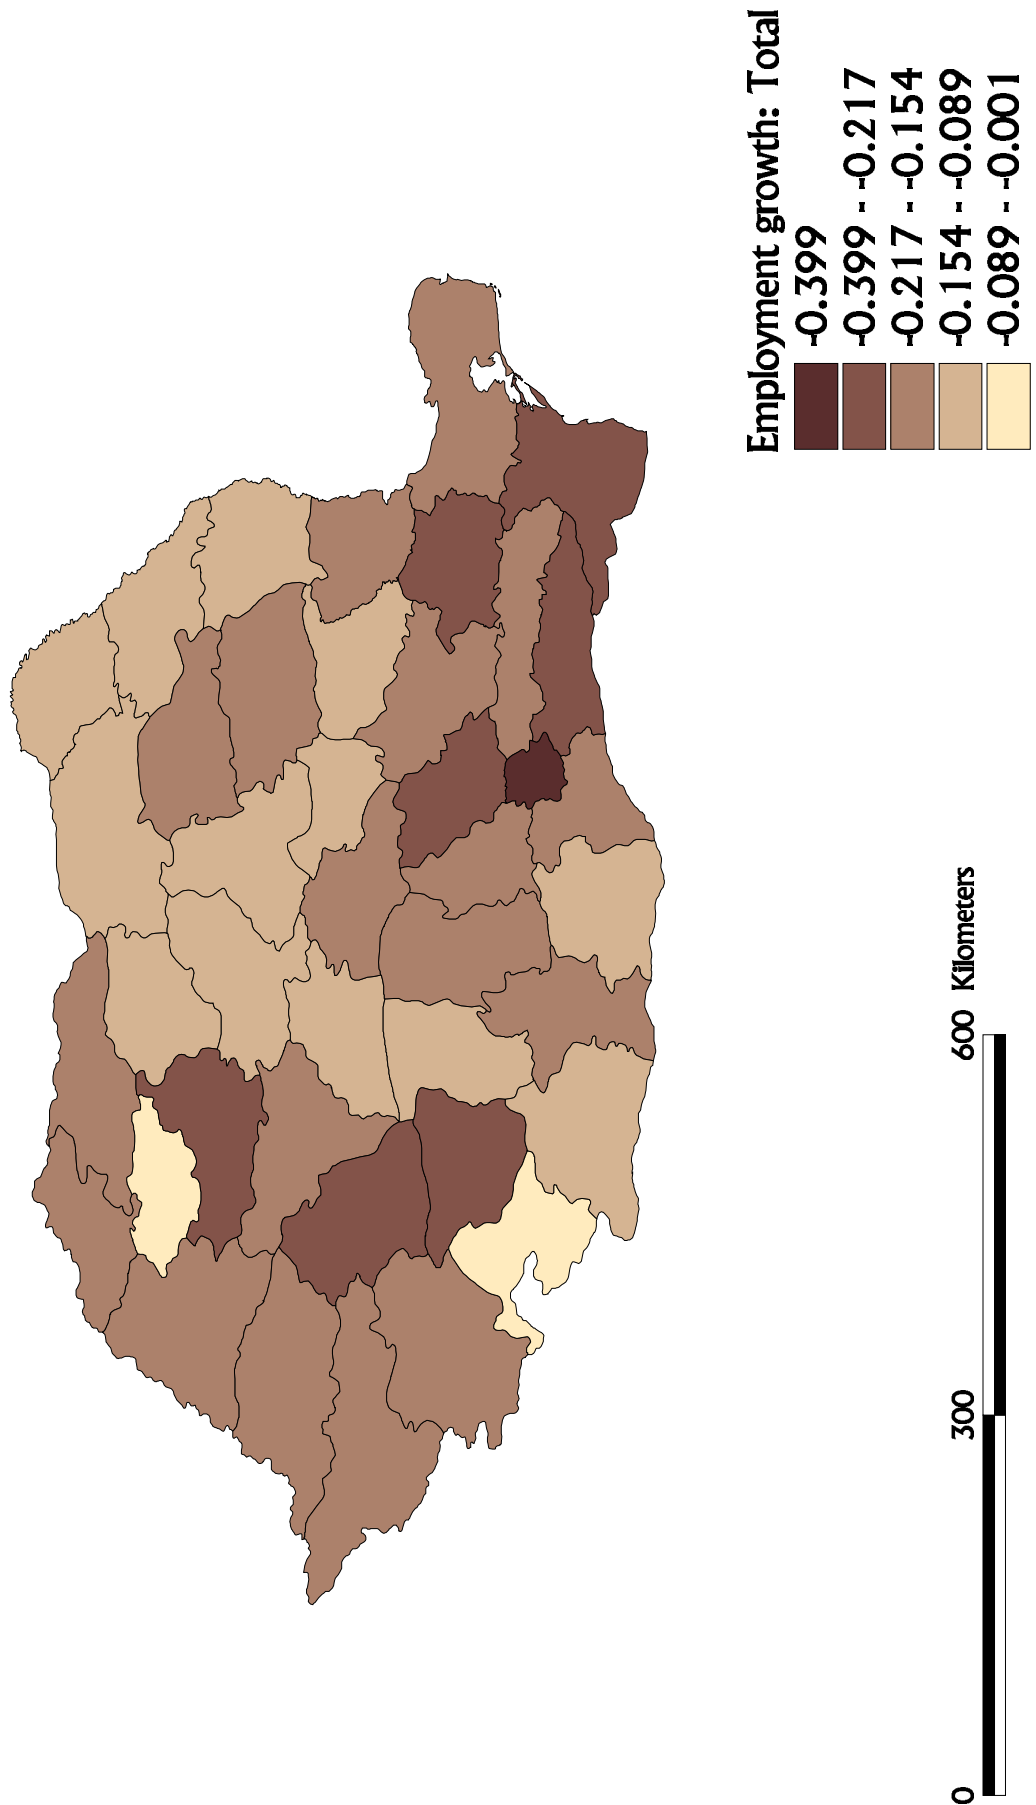 Employment growth: Total
-0.399
-0.399 - -0.217
-0.217 - -0.154
-0.154 - -0.089
-0.089 - -0.001
0 300 600 Kilometers